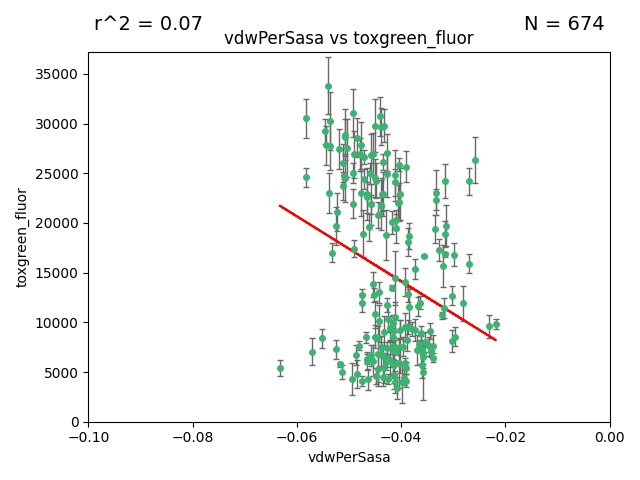 r^2 = 0.07
N = 674
vdwPerSasa vs toxgreen_fluor
35000
30000
25000
20000
15000
10000
5000
0
toxgreen_fluor
−0.10
−0.08
−0.06
−0.04
−0.02
0.00
vdwPerSasa